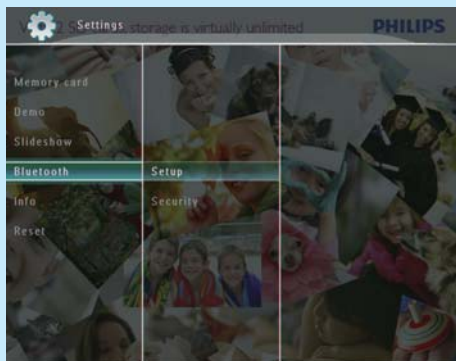 Settings
storage is virtually unlimited
PHILIPS
Memory card
Demo
Slideshow
Bluetooth
Setup
Info
Security
Reset